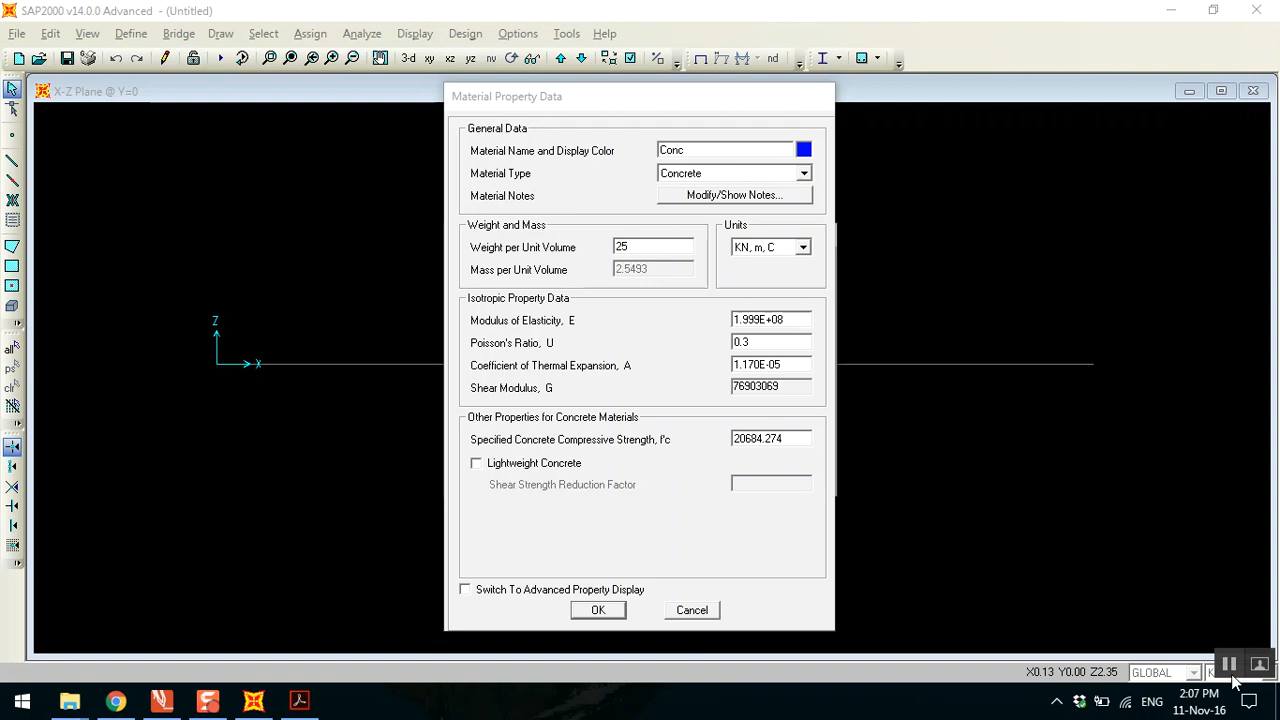 SAP2000 v14.0.0 Advanced - (Untitled)
File Edit View Define Bridge Draw Select Assign Analyze Display Design Options Tools Help
3-d xy xz yz nv nd
X-Z Plane @ Y=0
Material Property Data
General Data
Material Name and Display Color Conc
Material Type Concrete
Material Notes Modify/Show Notes...
Weight and Mass
Units
Weight per Unit Volume 25
KN, m, C
Mass per Unit Volume 2.5493
Isotropic Property Data
Modulus of Elasticity, E 1.999E+08
Poisson's Ratio, U 0.3
Coefficient of Thermal Expansion, A 1.170E-05
Shear Modulus, G 76903069
Other Properties for Concrete Materials
Specified Concrete Compressive Strength, f'c 20684.274
Lightweight Concrete
Shear Strength Reduction Factor
Switch To Advanced Property Display
OK Cancel
Z
X
all
ps
clr
X0.13 Y0.00 Z2.35 GLOBAL
ENG
2:07 PM
11-Nov-16